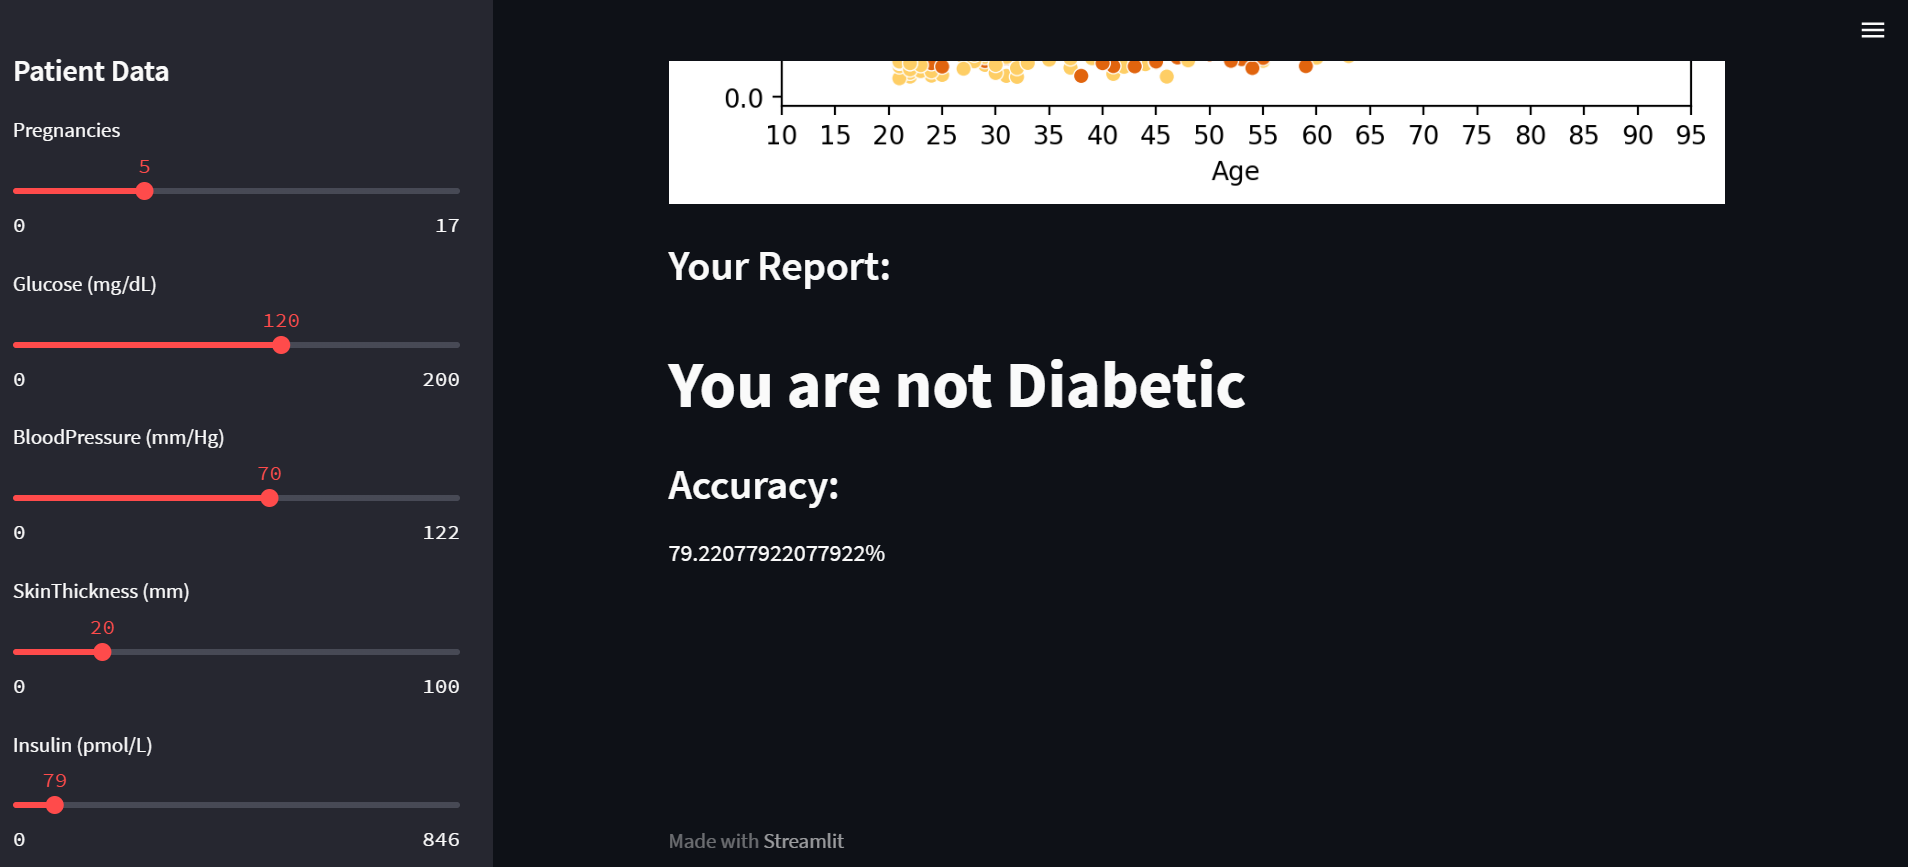 Patient Data
Pregnancies
5
0 17
Glucose (mg/dL)
120
0 200
BloodPressure (mm/Hg)
70
0 122
SkinThickness (mm)
20
0 100
Insulin (pmol/L)
79
0 846
0.0
10 15 20 25 30 35 40 45 50 55 60 65 70 75 80 85 90 95
Age
Your Report:
You are not Diabetic
Accuracy:
79.22077922077922%
Made with Streamlit